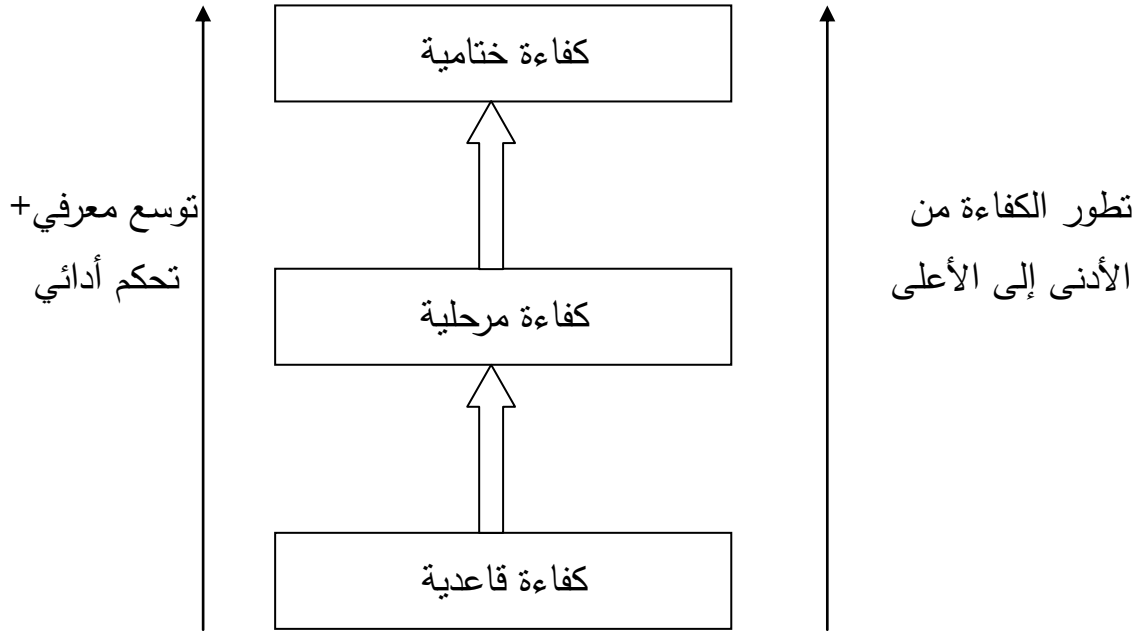 كفاءة ختامية
تطور الكفاءة من
الأدنى إلى الأعلى
توسع معرفي+
تحكم أدائي
كفاءة مرحلية
كفاءة قاعدية